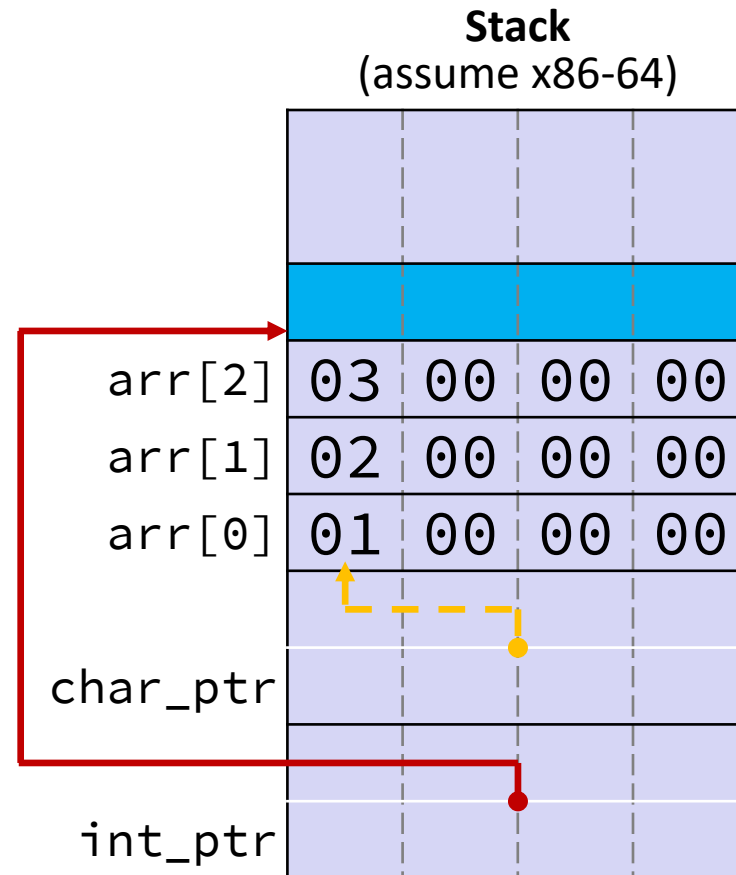 Stack
(assume x86-64)
arr[2] 03 00 00 00
arr[1] 02 00 00 00
arr[0] 01 00 00 00
char_ptr
int_ptr